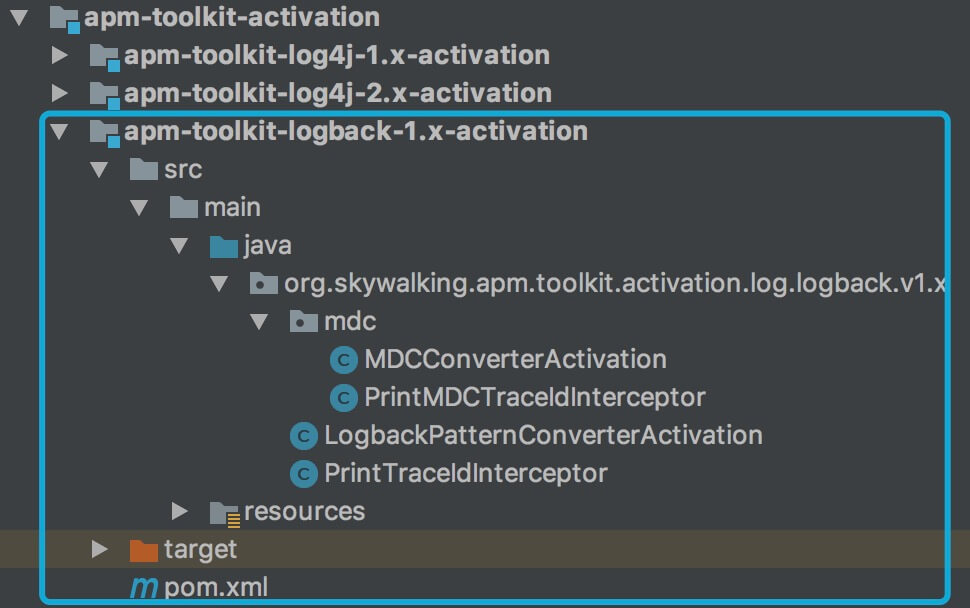 apm-toolkit-activation
apm-toolkit-log4j-1.x-activation
apm-toolkit-log4j-2.x-activation
apm-toolkit-logback-1.x-activation
src
main
java
org.skywalking.apm.toolkit.activation.log.logback.v1.x
mdc
C MDCConverterActivation
C PrintMDCTraceIdInterceptor
C LogbackPatternConverterActivation
C PrintTraceIdInterceptor
resources
target
m pom.xml